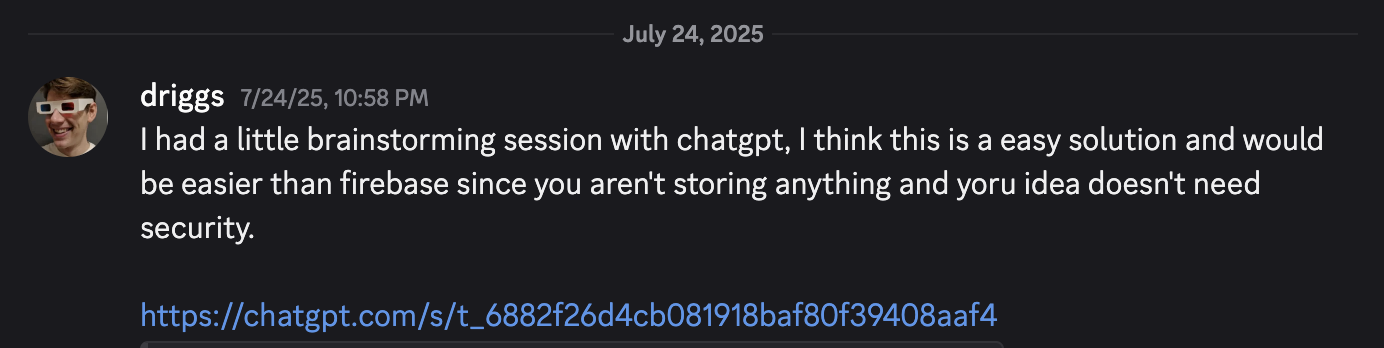 July 24, 2025
driggs 7/24/25, 10:58 PM
I had a little brainstorming session with chatgpt, I think this is a easy solution and would
be easier than firebase since you aren't storing anything and yoru idea doesn't need
security.
https://chatgpt.com/s/t_6882f26d4cb081918baf80f39408aaf4